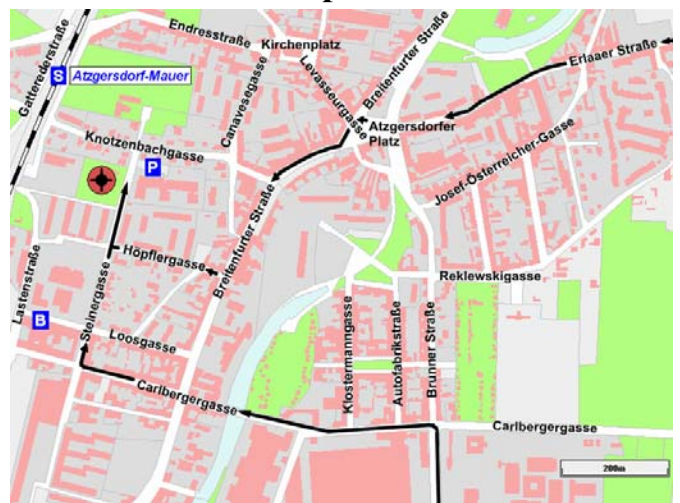 Endresstraße
Kirchenplatz
Gatterederstraße
Levasseurgasse
Breitenfurter Straße
Erlaaer Straße
S
Atzgersdorf-Mauer
Canavesegasse
Atzgersdorfer
Platz
Knotzenbachgasse
P
Josef-Österreicher-Gasse
Breitenfurter Straße
Höpflergasse
Reklewskigasse
Lastenstraße
Steinergasse
B
Loosgasse
Klostermanngasse
Autofabrikstraße
Brunner Straße
Carlbergergasse
Carlbergergasse
200m